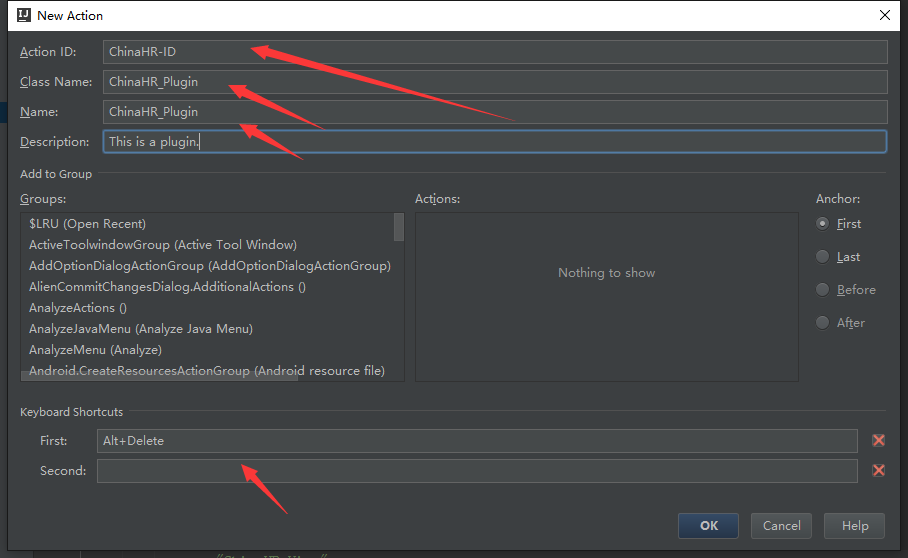 New Action
Action ID: ChinaHR-ID
Class Name: ChinaHR_Plugin
Name: ChinaHR_Plugin
Description: This is a plugin.
Add to Group
Groups:
$LRU (Open Recent)
ActiveToolwindowGroup (Active Tool Window)
AddOptionDialogActionGroup (AddOptionDialogActionGroup)
AlienCommitChangesDialog.AdditionalActions ()
AnalyzeActions ()
AnalyzeJavaMenu (Analyze Java Menu)
AnalyzeMenu (Analyze)
Android.CreateResourcesActionGroup (Android resource file)
Actions:
Nothing to show
Anchor:
First
Last
Before
After
Keyboard Shortcuts
First: Alt+Delete
Second:
OK Cancel Help